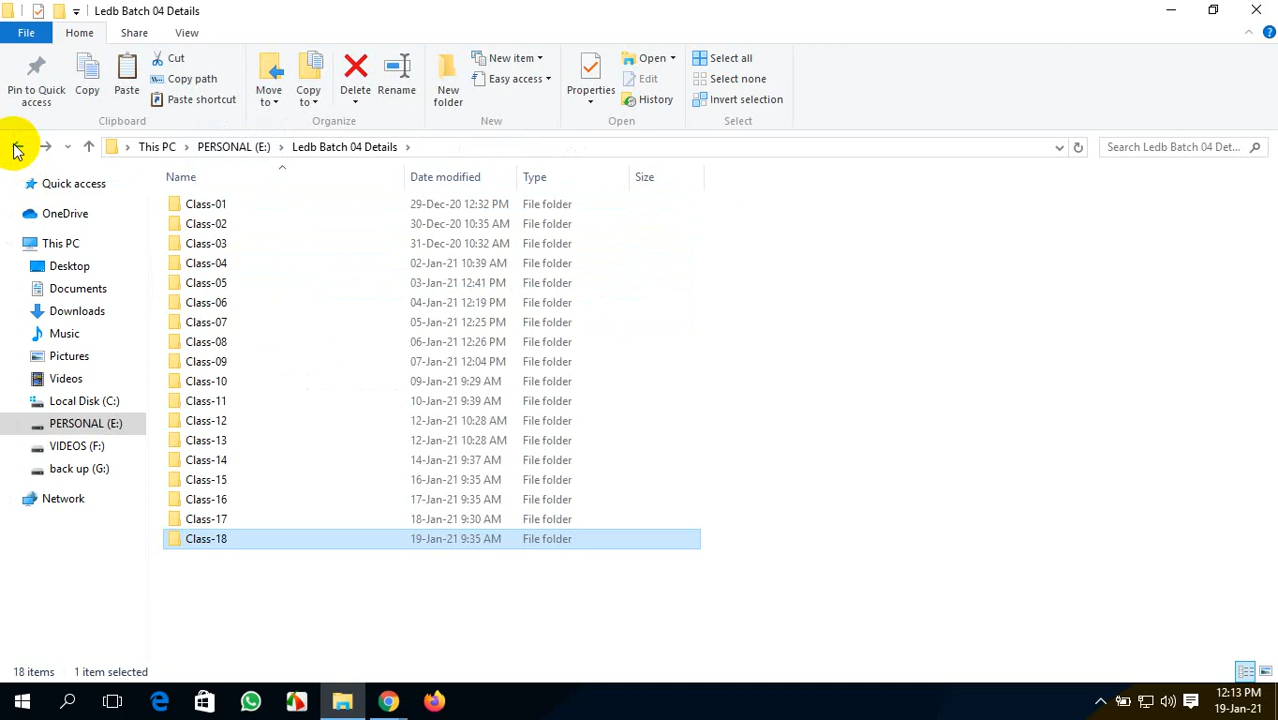 Ledb Batch 04 Details
File Home Share View
Pin to Quick access
Copy
Paste
Cut
Copy path
Paste shortcut
Clipboard
Move to
Copy to
Delete
Rename
Organize
New folder
New item
Easy access
New
Properties
Open
Edit
History
Open
Select all
Select none
Invert selection
Select
This PC PERSONAL (E:) Ledb Batch 04 Details
Search Ledb Batch 04 Det...
Quick access
OneDrive
This PC
Desktop
Documents
Downloads
Music
Pictures
Videos
Local Disk (C:)
PERSONAL (E:)
VIDEOS (F:)
back up (G:)
Network
Name Date modified Type Size
Class-01 29-Dec-20 12:32 PM File folder
Class-02 30-Dec-20 10:35 AM File folder
Class-03 31-Dec-20 10:32 AM File folder
Class-04 02-Jan-21 10:39 AM File folder
Class-05 03-Jan-21 12:41 PM File folder
Class-06 04-Jan-21 12:19 PM File folder
Class-07 05-Jan-21 12:25 PM File folder
Class-08 06-Jan-21 12:26 PM File folder
Class-09 07-Jan-21 12:04 PM File folder
Class-10 09-Jan-21 9:29 AM File folder
Class-11 10-Jan-21 9:39 AM File folder
Class-12 12-Jan-21 10:28 AM File folder
Class-13 12-Jan-21 10:28 AM File folder
Class-14 14-Jan-21 9:37 AM File folder
Class-15 16-Jan-21 9:35 AM File folder
Class-16 17-Jan-21 9:35 AM File folder
Class-17 18-Jan-21 9:30 AM File folder
Class-18 19-Jan-21 9:35 AM File folder
18 items 1 item selected
12:13 PM
19-Jan-21